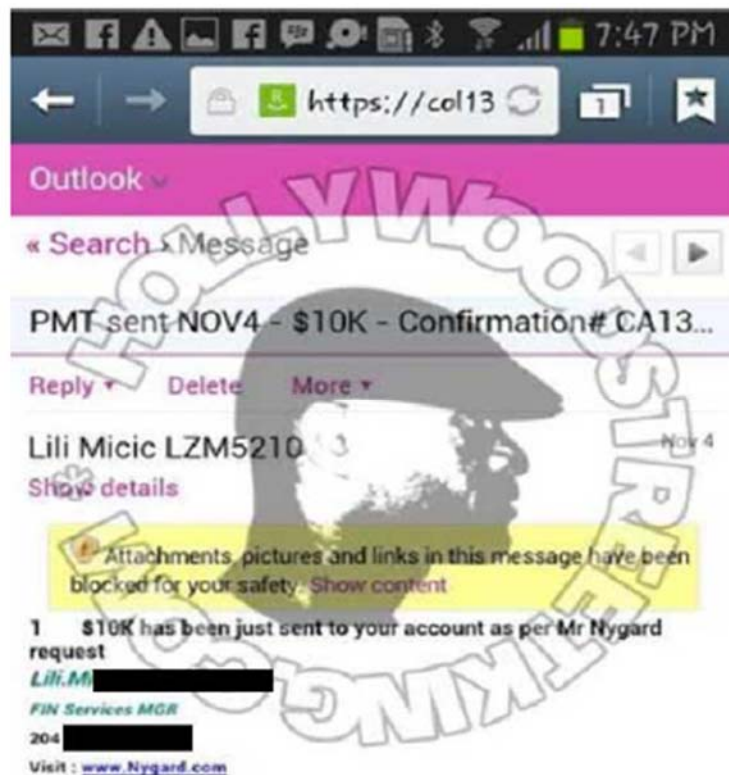 7:47 PM
https://col13
1
Outlook
« Search › Message
PMT sent NOV4 - $10K - Confirmation# CA13...
Reply Delete More
Lili Micic LZM5210
Nov 4
Show details
Attachments, pictures and links in this message have been
blocked for your safety. Show content
1 $10K has been just sent to your account as per Mr Nygard
request
Lili.Mi
FIN Services MGR
204
Visit : www.Nygard.com
HOLLYWOODSTREETKING.COM *